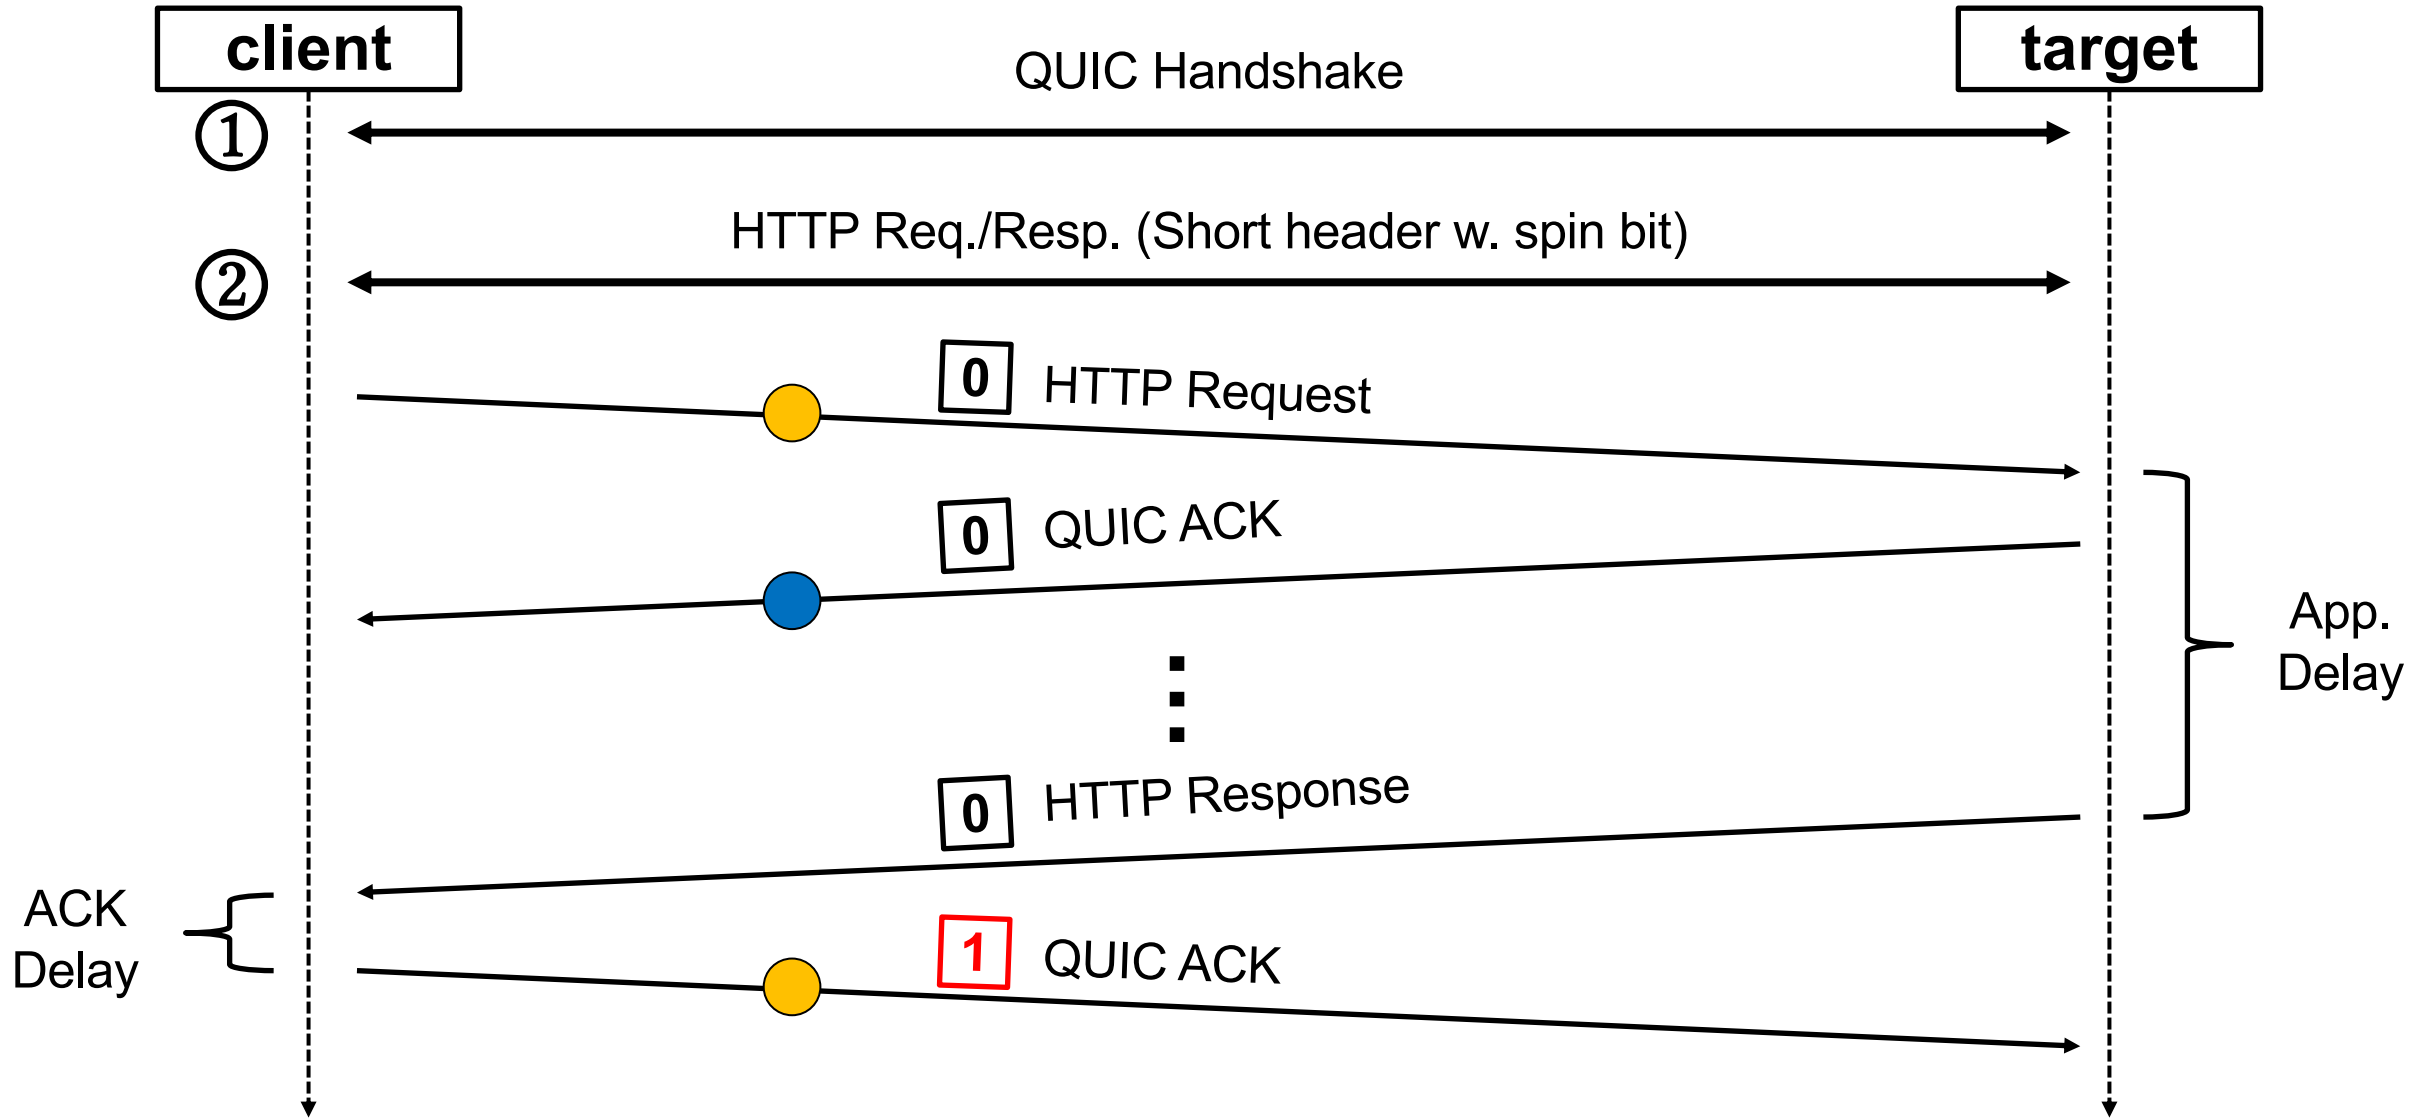 client
target
QUIC Handshake
①
HTTP Req./Resp. (Short header w. spin bit)
②
0 HTTP Request
0 QUIC ACK
App.
Delay
0 HTTP Response
ACK
Delay
1 QUIC ACK